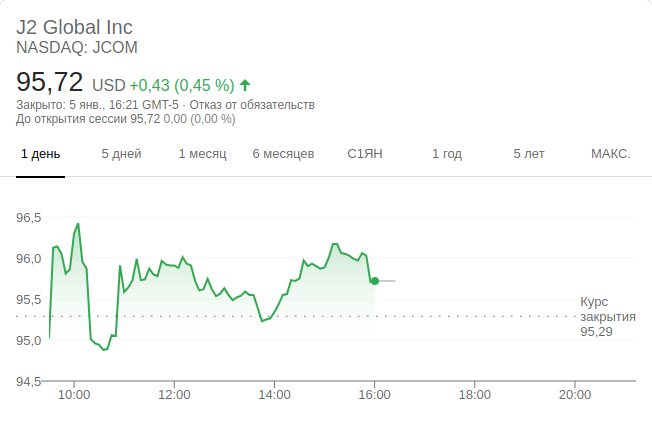 J2 Global Inc
NASDAQ: JCOM
95,72 USD +0,43 (0,45 %)
Закрыто: 5 янв., 16:21 GMT-5 · Отказ от обязательств
До открытия сессии 95,72 0,00 (0,00 %)
1 день 5 дней 1 месяц 6 месяцев С1ЯН 1 год 5 лет МАКС.
96,5
96,0
95,5
Курс
закрытия
95,29
95,0
94,5
10:00 12:00 14:00 16:00 18:00 20:00